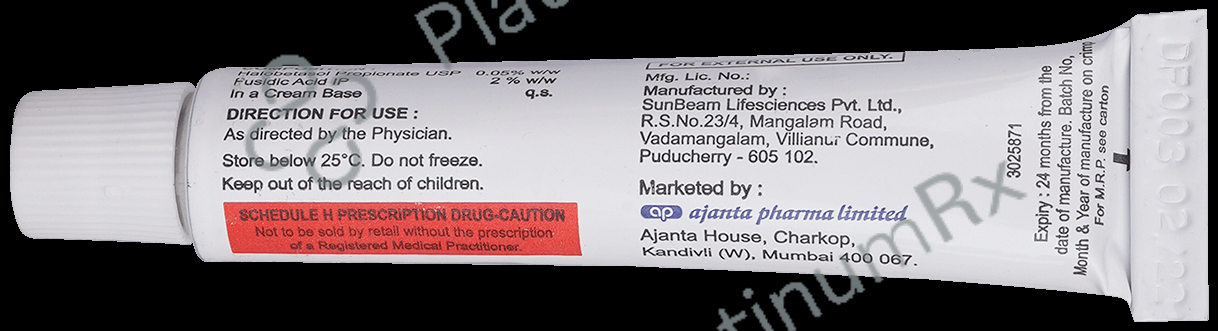 Halobetasol Propionate USP 0.05% w/w
Fusidic Acid IP 2 % w/w
In a Cream Base q.s.
DIRECTION FOR USE :
As directed by the Physician.
Store below 25°C. Do not freeze.
Keep out of the reach of children.
SCHEDULE H PRESCRIPTION DRUG-CAUTION
Not to be sold by retail without the prescription
of a Registered Medical Practitioner.
FOR EXTERNAL USE ONLY.
Mfg. Lic. No.:
Manufactured by :
SunBeam Lifesciences Pvt. Ltd.,
R.S.No.23/4, Mangalam Road,
Vadamangalam, Villianur Commune,
Puducherry - 605 102.
Marketed by :
ap ajanta pharma limited
Ajanta House, Charkop,
Kandivli (W), Mumbai 400 067.
3025871
Expiry : 24 months from the
date of manufacture. Batch No,
Month & Year of manufacture on crimp
For M.R.P. see carton
02/22
PlatinumRx